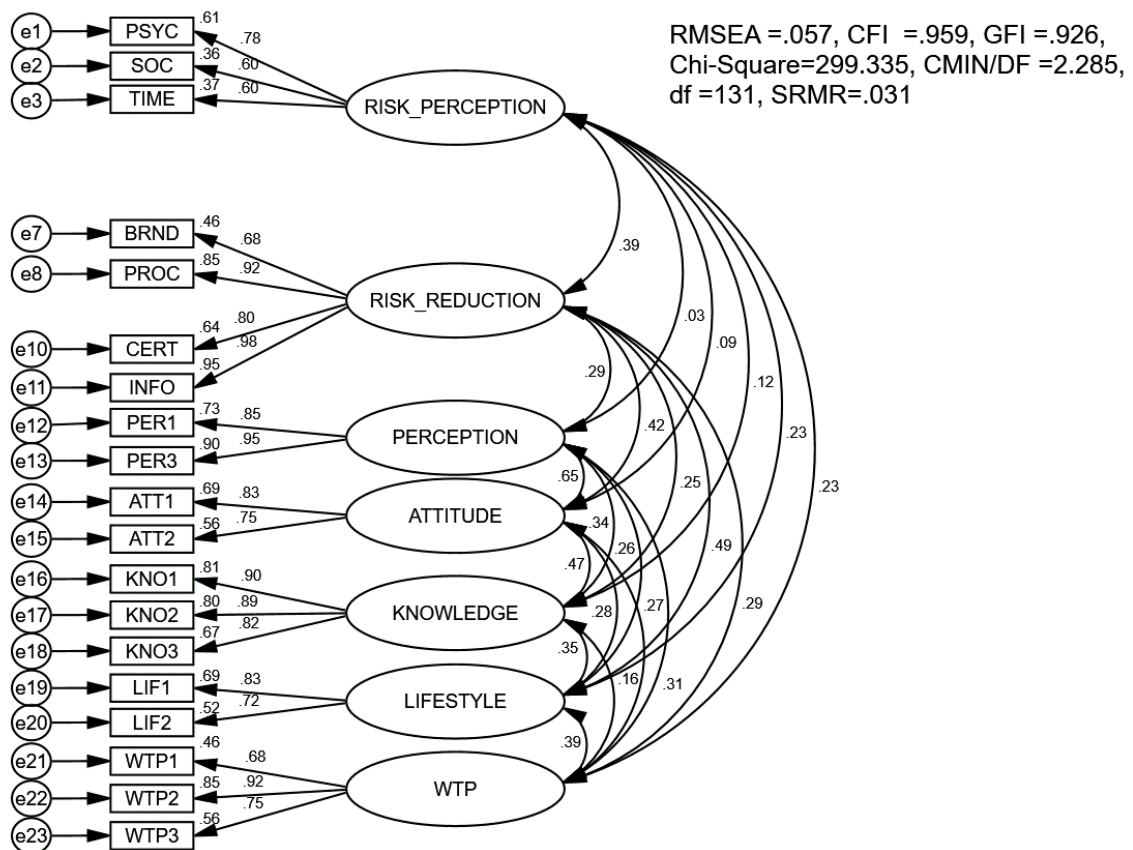 RMSEA =.057, CFI =.959, GFI =.926,
Chi-Square=299.335, CMIN/DF =2.285,
df =131, SRMR=.031
e1 PSYC .61 .78
e2 SOC .36 .60
e3 TIME .37 .60
RISK_PERCEPTION
e7 BRND .46 .68
e8 PROC .85 .92
RISK_REDUCTION
e10 CERT .64 .80
e11 INFO .95 .98
e12 PER1 .73 .85
e13 PER3 .90 .95
PERCEPTION
e14 ATT1 .69 .83
e15 ATT2 .56 .75
ATTITUDE
e16 KNO1 .81 .90
e17 KNO2 .80 .89
e18 KNO3 .67 .82
KNOWLEDGE
e19 LIF1 .69 .83
e20 LIF2 .52 .72
LIFESTYLE
e21 WTP1 .46 .68
e22 WTP2 .85 .92
e23 WTP3 .56 .75
WTP
.39
.03
.09
.12
.23
.23
.29
.42
.25
.49
.29
.65
.34
.26
.27
.47
.28
.31
.35
.16
.39